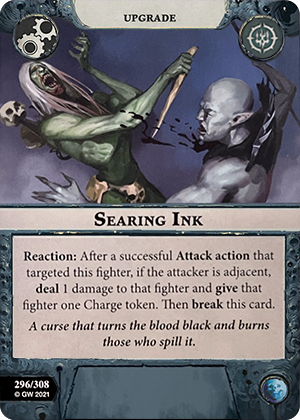 UPGRADE
SEARING INK
Reaction: After a successful Attack action that
targeted this fighter, if the attacker is adjacent,
deal 1 damage to that fighter and give that
fighter one Charge token. Then break this card.
A curse that turns the blood black and burns
those who spill it.
296/308
© GW 2021